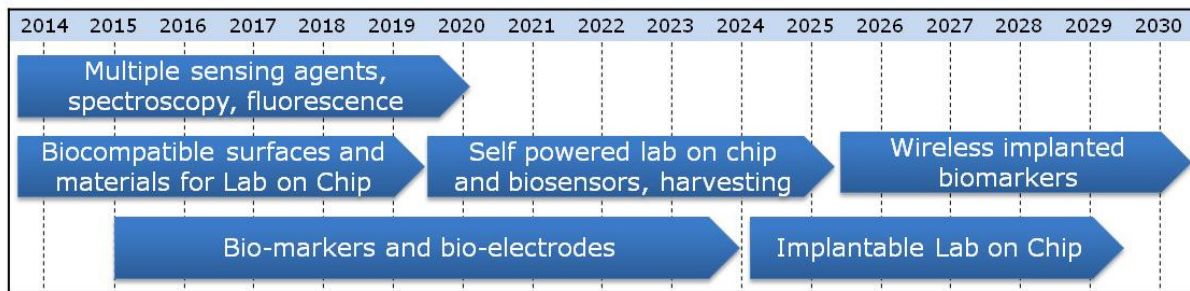 2014 2015 2016 2017 2018 2019 2020 2021 2022 2023 2024 2025 2026 2027 2028 2029 2030
Multiple sensing agents,
spectroscopy, fluorescence
Biocompatible surfaces and
materials for Lab on Chip
Self powered lab on chip
and biosensors, harvesting
Wireless implanted
biomarkers
Bio-markers and bio-electrodes
Implantable Lab on Chip